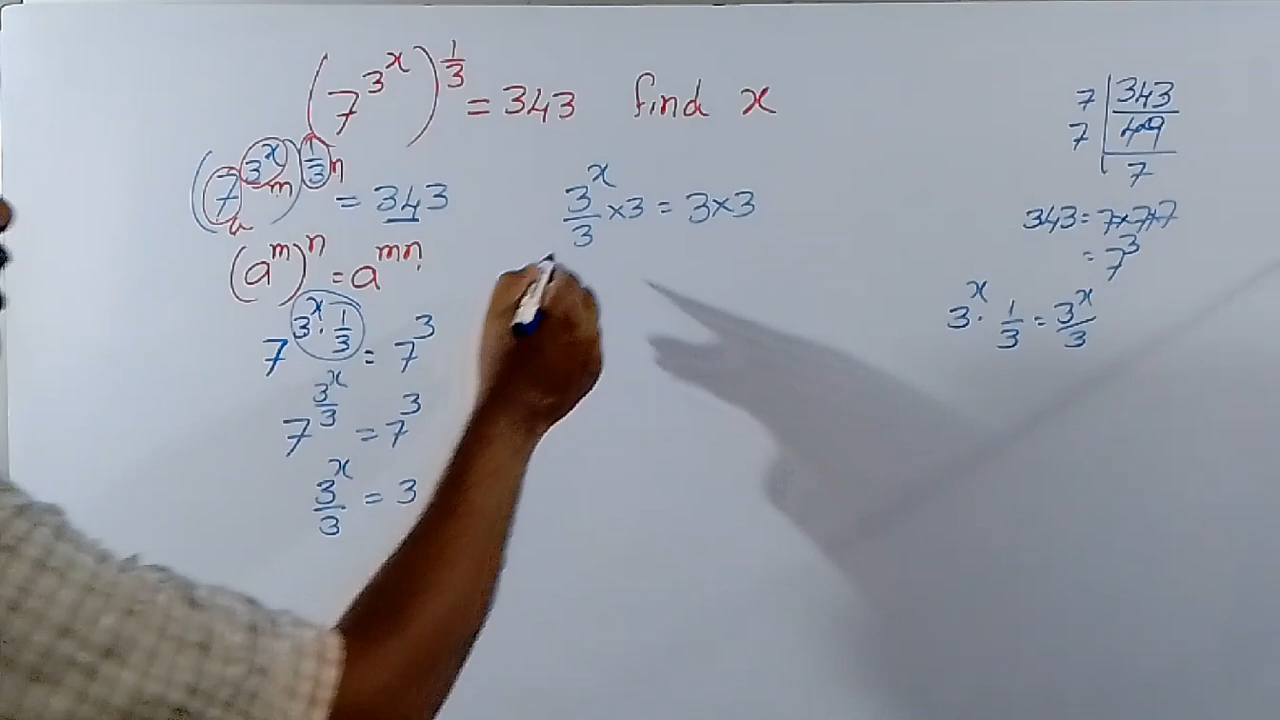 (7^3^x)^1/3 = 343 find x
(7^3^x)^1/3 = 343
m n
a
(a^m)^n = a^mn
7^3^x·1/3 = 7^3
7^3^x/3 = 7^3
3^x/3 = 3
3^x/3 × 3 = 3×3
7 | 343
7 | 49
7
343 = 7×7×7
= 7^3
3^x · 1/3 = 3^x/3